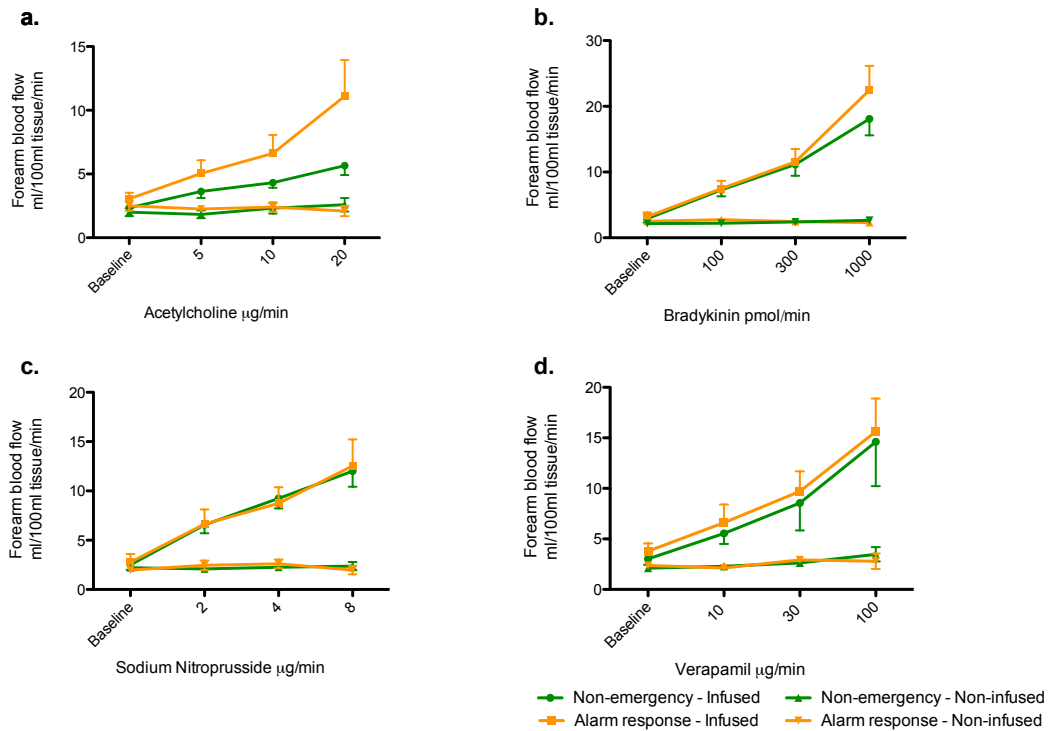 a.
Forearm blood flow
ml/100ml tissue/min
15
10
5
0
Baseline
5
10
20
Acetylcholine μg/min
b.
Forearm blood flow
ml/100ml tissue/min
30
20
10
0
Baseline
100
300
1000
Bradykinin pmol/min
c.
Forearm blood flow
ml/100ml tissue/min
20
15
10
5
0
Baseline
2
4
8
Sodium Nitroprusside μg/min
d.
Forearm blood flow
ml/100ml tissue/min
20
15
10
5
0
Baseline
10
30
100
Verapamil μg/min
Non-emergency - Infused
Non-emergency - Non-infused
Alarm response - Infused
Alarm response - Non-infused